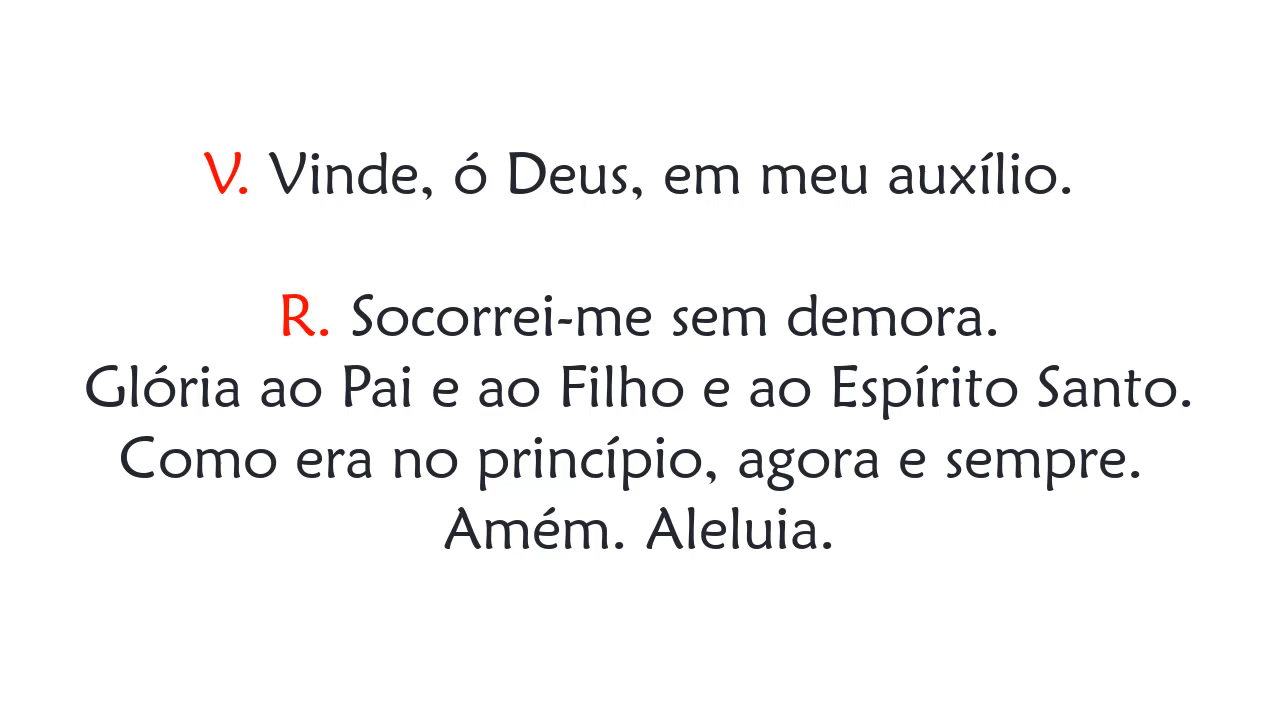 V. Vinde, ó Deus, em meu auxílio.
R. Socorrei-me sem demora.
Glória ao Pai e ao Filho e ao Espírito Santo.
Como era no princípio, agora e sempre.
Amém. Aleluia.